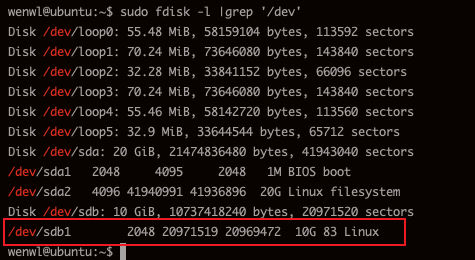 wenwl@ubuntu:~$ sudo fdisk -l |grep '/dev'
Disk /dev/loop0: 55.48 MiB, 58159104 bytes, 113592 sectors
Disk /dev/loop1: 70.24 MiB, 73646080 bytes, 143840 sectors
Disk /dev/loop2: 32.28 MiB, 33841152 bytes, 66096 sectors
Disk /dev/loop3: 70.24 MiB, 73646080 bytes, 143840 sectors
Disk /dev/loop4: 55.46 MiB, 58142720 bytes, 113560 sectors
Disk /dev/loop5: 32.9 MiB, 33644544 bytes, 65712 sectors
Disk /dev/sda: 20 GiB, 21474836480 bytes, 41943040 sectors
/dev/sda1   2048     4095     2048   1M BIOS boot
/dev/sda2   4096 41940991 41936896  20G Linux filesystem
Disk /dev/sdb: 10 GiB, 10737418240 bytes, 20971520 sectors
/dev/sdb1        2048 20971519 20969472  10G 83 Linux
wenwl@ubuntu:~$